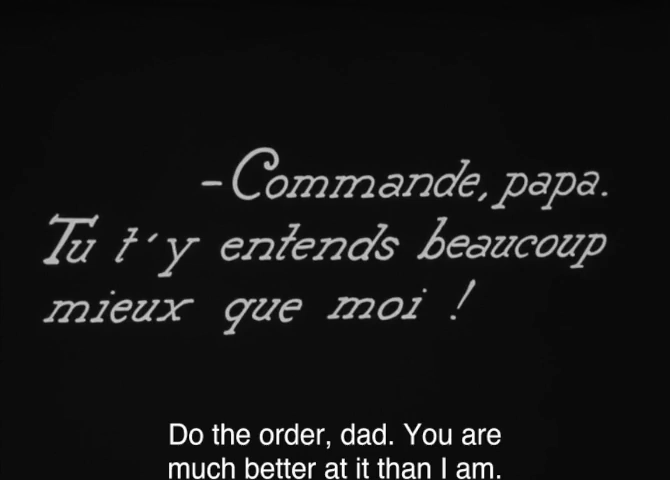 - Commande, papa.
Tu t'y entends beaucoup
mieux que moi !
Do the order, dad. You are
much better at it than I am.